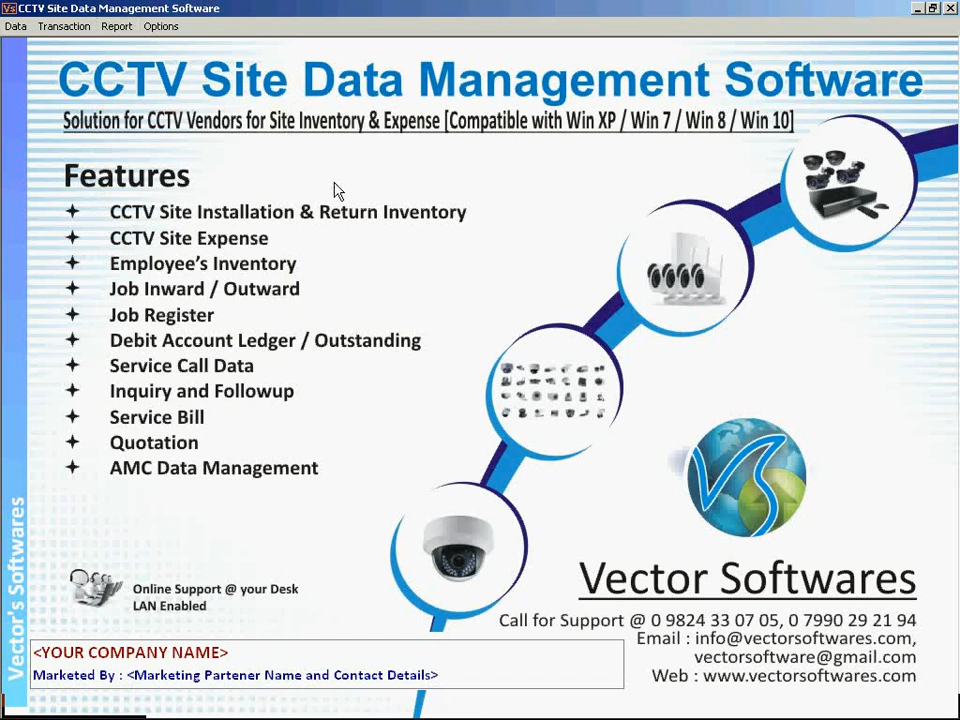 Vs CCTV Site Data Management Software
Data Transaction Report Options
CCTV Site Data Management Software
Solution for CCTV Vendors for Site Inventory & Expense [Compatible with Win XP / Win 7 / Win 8 / Win 10]
Features
CCTV Site Installation & Return Inventory
CCTV Site Expense
Employee's Inventory
Job Inward / Outward
Job Register
Debit Account Ledger / Outstanding
Service Call Data
Inquiry and Followup
Service Bill
Quotation
AMC Data Management
Vector's Softwares
VS
Online Support @ your Desk
LAN Enabled
Vector Softwares
Call for Support @ 0 9824 33 07 05, 0 7990 29 21 94
Email : info@vectorsoftwares.com,
vectorsoftware@gmail.com
Web : www.vectorsoftwares.com
<YOUR COMPANY NAME>
Marketed By : <Marketing Partener Name and Contact Details>